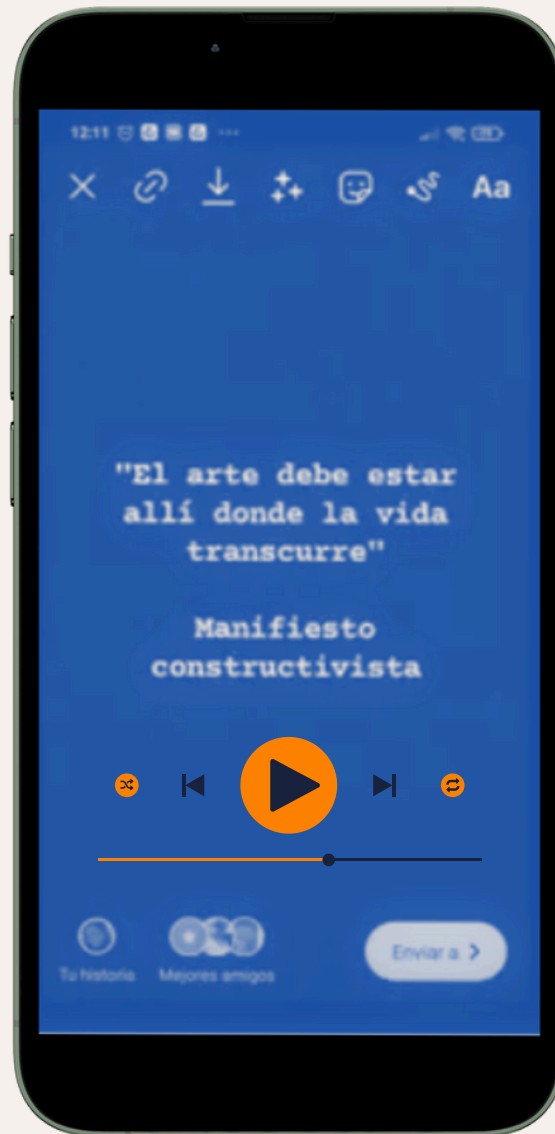 12:11
Aa
"El arte debe estar
allí donde la vida
transcurre"
Manifiesto
constructivista
Tu historia
Mejores amigos
Enviar a